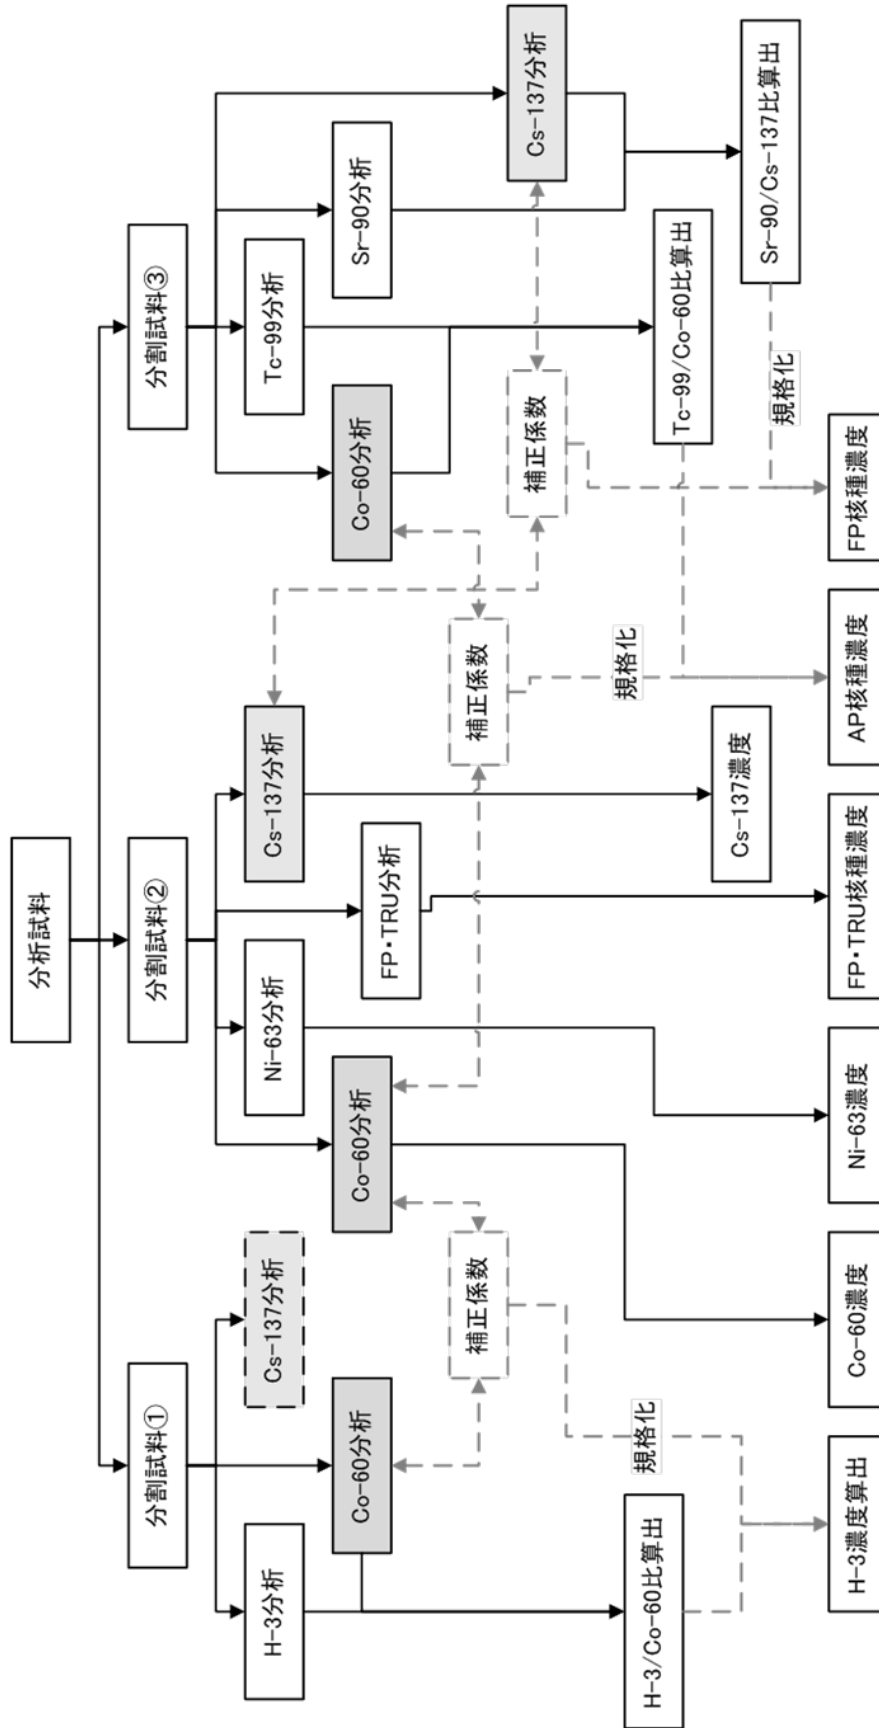 分析試料
分割試料①
分割試料②
分割試料③
H-3分析
Cs-137分析
Ni-63分析
Cs-137分析
Tc-99分析
Co-60分析
Co-60分析
FP・TRU分析
Co-60分析
Sr-90分析
補正係数
補正係数
補正係数
Cs-137分析
H-3/Co-60比算出
規格化
規格化
Tc-99/Co-60比算出
Cs-137濃度
Sr-90/Cs-137比算出
規格化
H-3濃度算出
Co-60濃度
Ni-63濃度
FP・TRU核種濃度
AP核種濃度
FP核種濃度